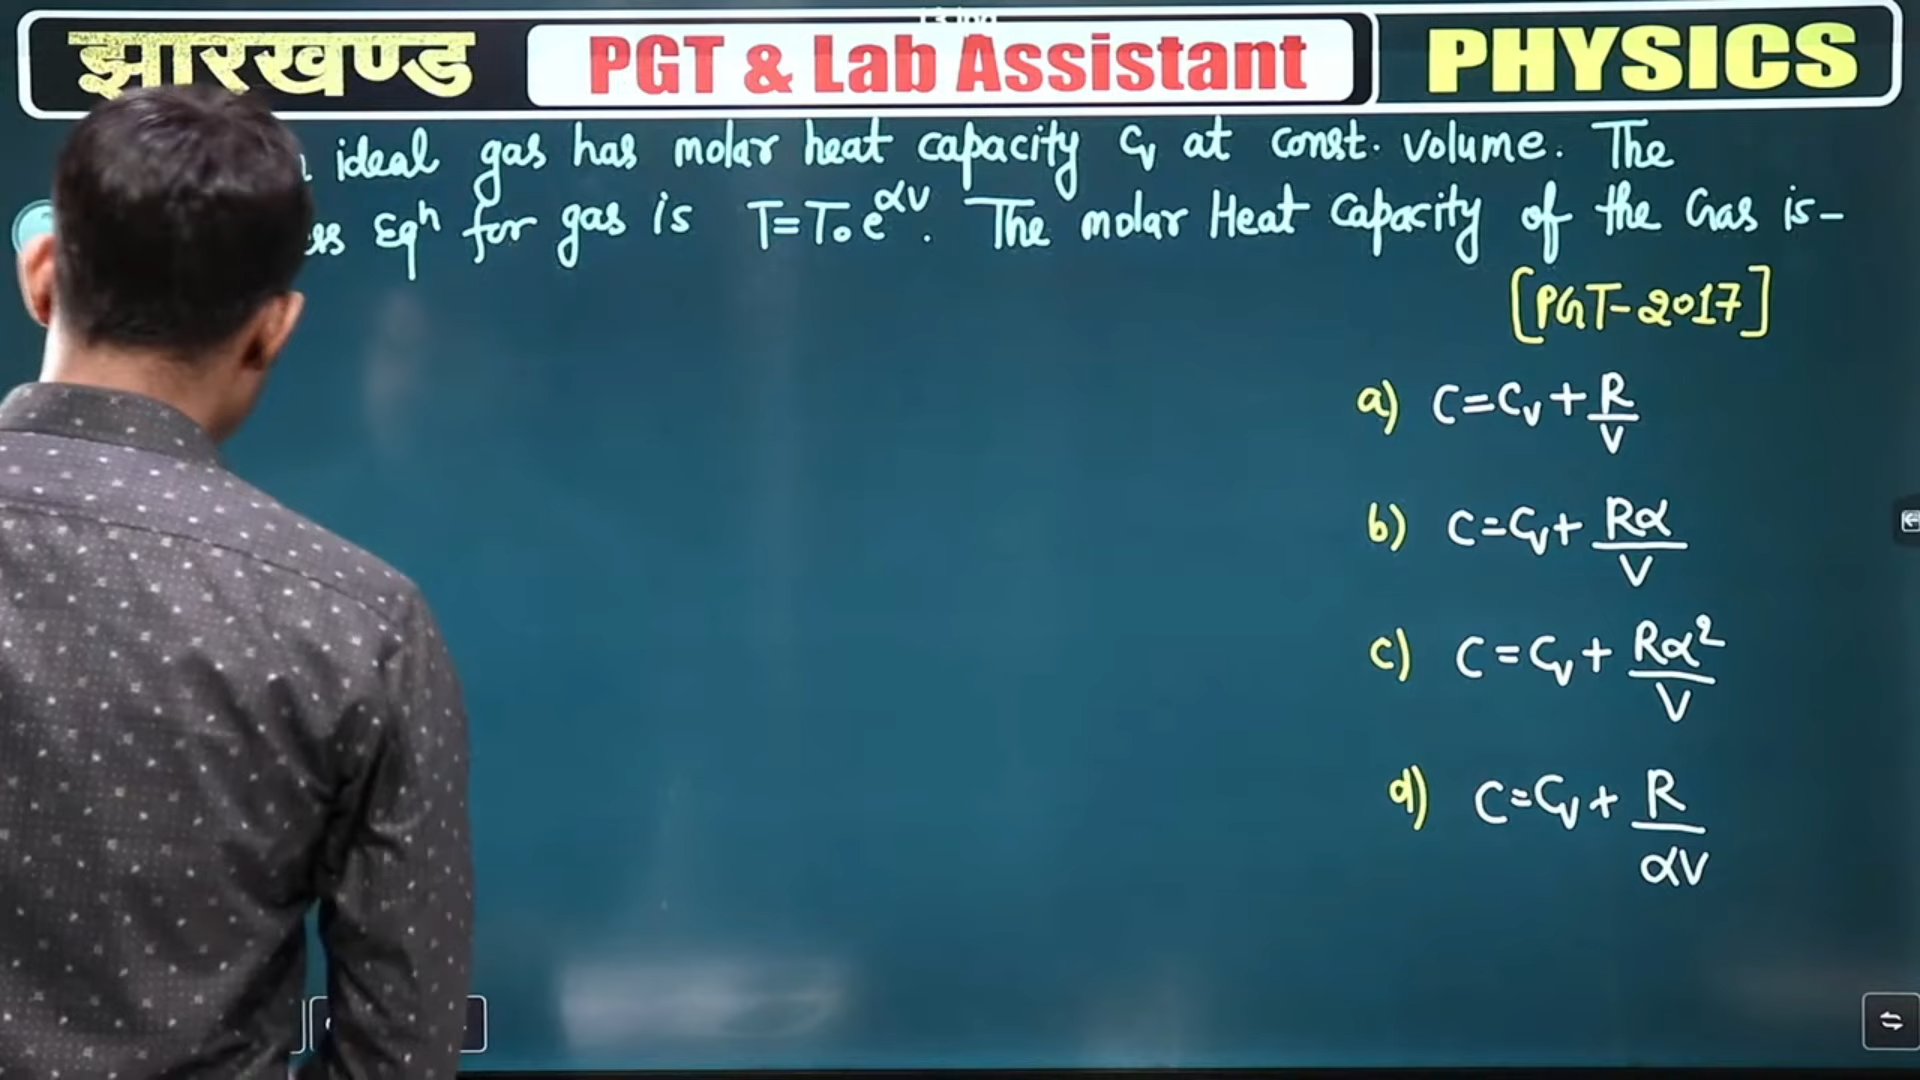 झारखण्ड PGT & Lab Assistant PHYSICS
ideal gas has molar heat capacity Cv at const. volume. The
Eqn for gas is T=T₀e^αV. The molar Heat Capacity of the Gas is-
[PGT-2017]
a) C=Cv+R/V
b) C=Cv+Rα/V
c) C=Cv+Rα²/V
d) C=Cv+R/αV